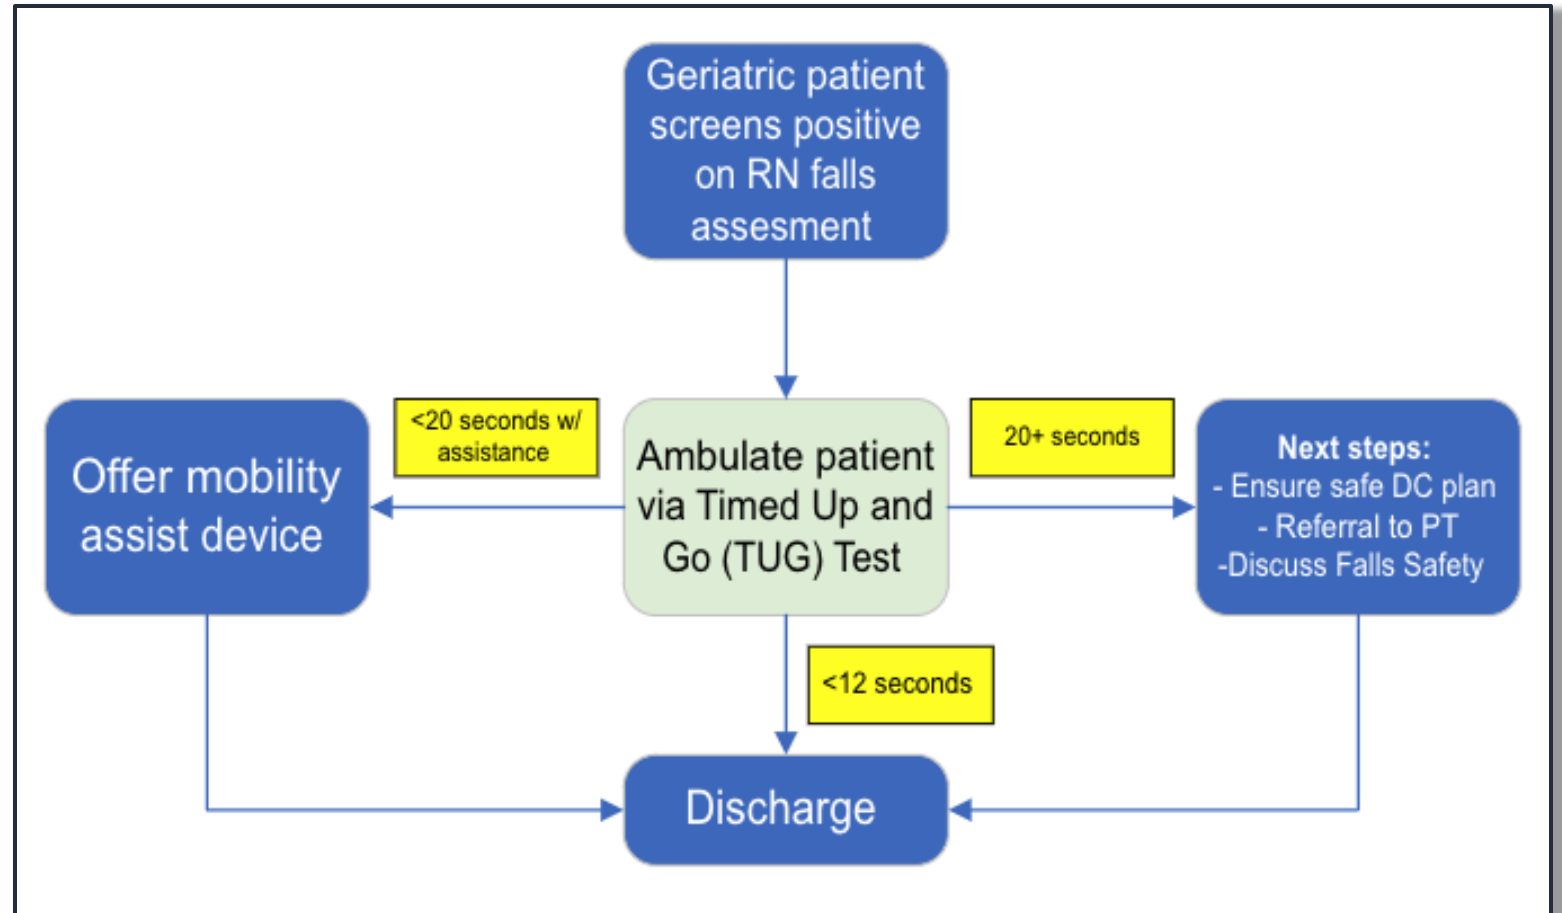 Geriatric patient
screens positive
on RN falls
assesment
Offer mobility
assist device
<20 seconds w/
assistance
Ambulate patient
via Timed Up and
Go (TUG) Test
20+ seconds
Next steps:
- Ensure safe DC plan
- Referral to PT
-Discuss Falls Safety
<12 seconds
Discharge